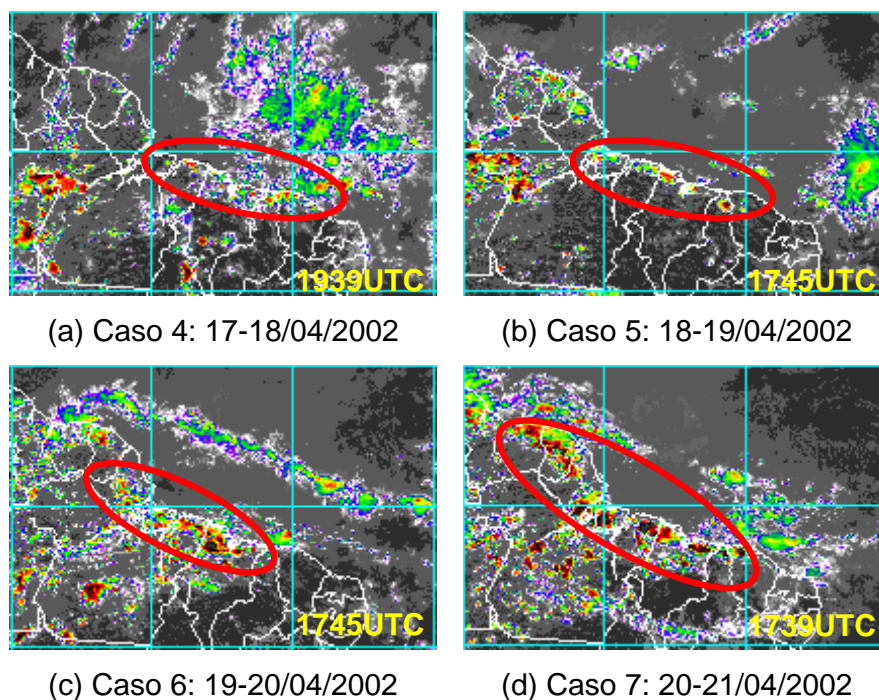 1939UTC
1745UTC
(a) Caso 4: 17-18/04/2002
(b) Caso 5: 18-19/04/2002
1745UTC
1739UTC
(c) Caso 6: 19-20/04/2002
(d) Caso 7: 20-21/04/2002